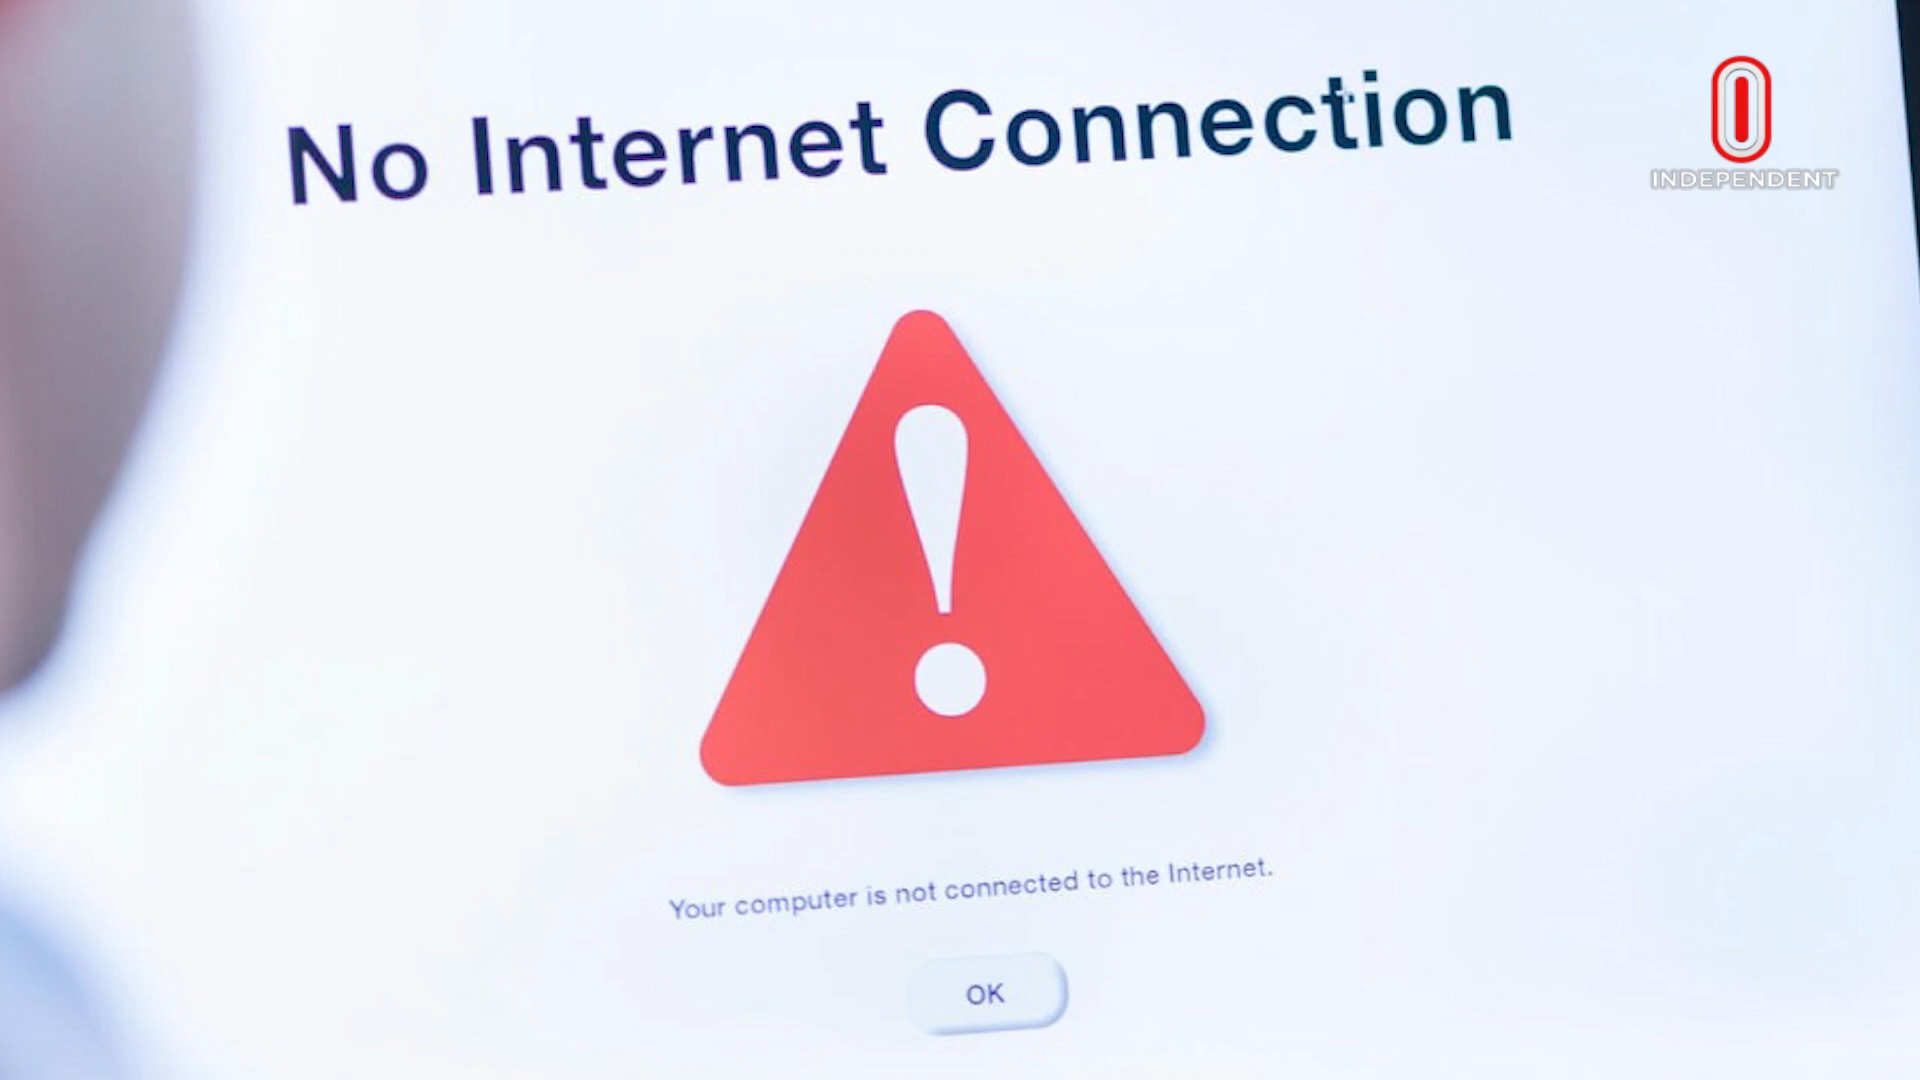 No Internet Connection
INDEPENDENT
Your computer is not connected to the Internet.
OK